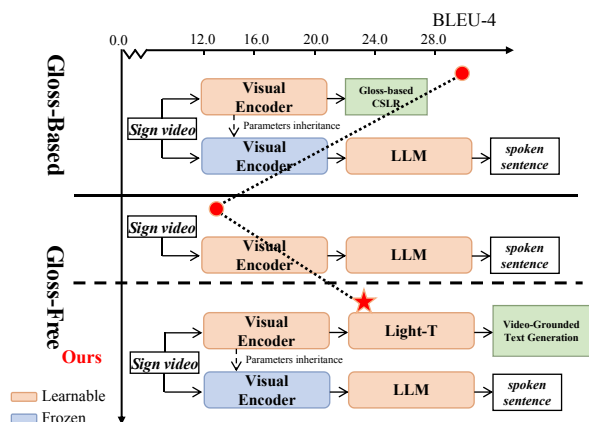 BLEU-4
0.0 12.0 16.0 20.0 24.0 28.0
Gloss-Based
Sign video
Visual
Encoder
Gloss-based
CSLR
Parameters inheritance
Visual
Encoder
LLM
spoken
sentence
Gloss-Free
Sign video
Visual
Encoder
LLM
spoken
sentence
Ours
Sign video
Visual
Encoder
Light-T
Video-Grounded
Text Generation
Parameters inheritance
Visual
Encoder
LLM
spoken
sentence
Learnable
Frozen